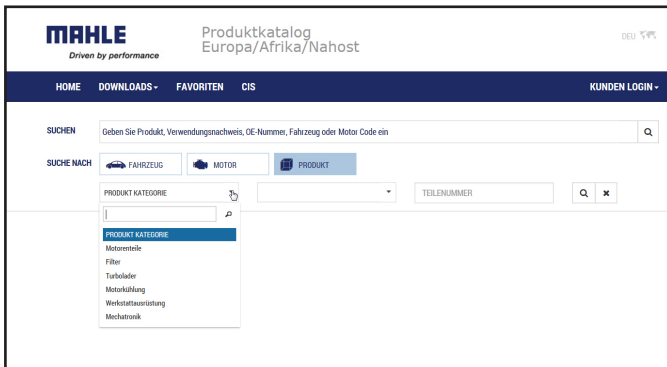 MAHLE
Driven by performance
Produktkatalog
Europa/Afrika/Nahost
DEU
HOME DOWNLOADS FAVORITEN CIS KUNDEN LOGIN
SUCHEN Geben Sie Produkt, Verwendungsnachweis, OE-Nummer, Fahrzeug oder Motor Code ein
SUCHE NACH FAHRZEUG MOTOR PRODUKT
PRODUKT KATEGORIE TEILENUMMER
PRODUKT KATEGORIE
Motorenteile
Filter
Turbolader
Motorkühlung
Werkstattausrüstung
Mechatronik